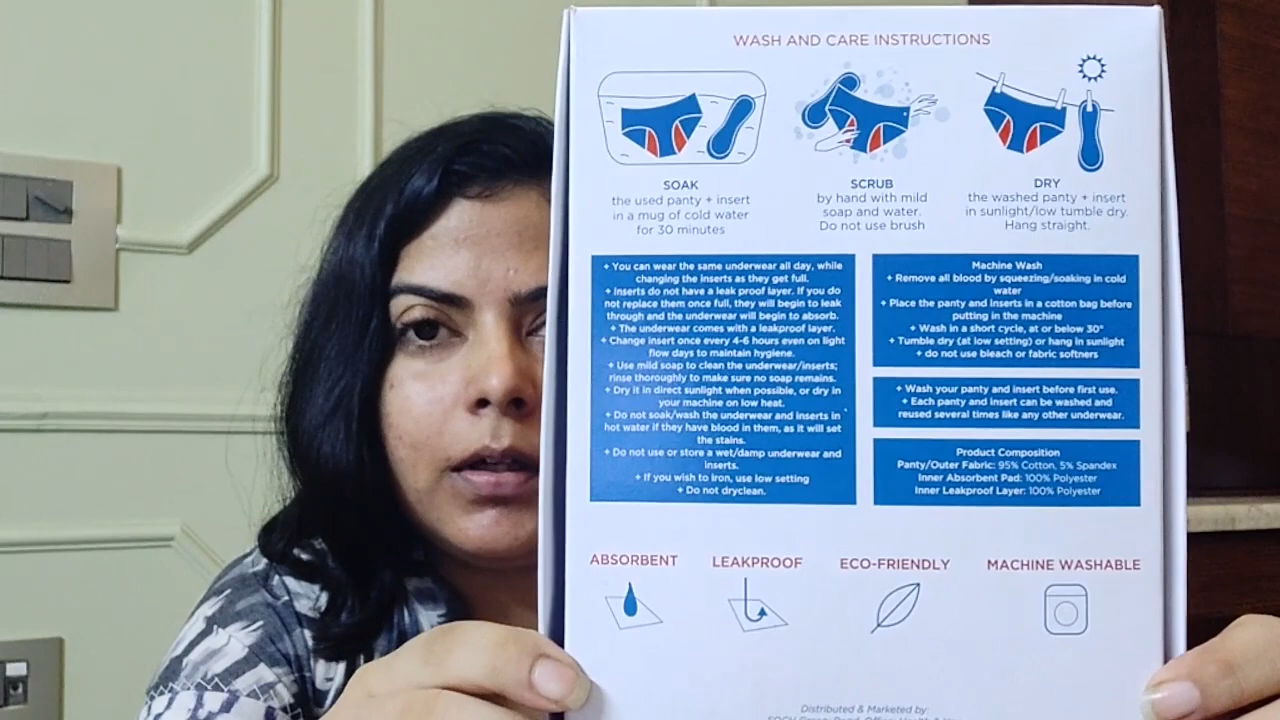 WASH AND CARE INSTRUCTIONS
SOAK
the used panty + insert
in a mug of cold water
for 30 minutes
SCRUB
by hand with mild
soap and water.
Do not use brush
DRY
the washed panty + insert
in sunlight/low tumble dry.
Hang straight.
+ You can wear the same underwear all day, while
changing the inserts as they get full.
+ Inserts do not have a leak proof layer. If you do
not replace them once full, they will begin to leak
through and the underwear will begin to absorb.
+ The underwear comes with a leakproof layer.
+ Change insert once every 4-6 hours even on light
flow days to maintain hygiene.
+ Use mild soap to clean the underwear/inserts;
rinse thoroughly to make sure no soap remains.
+ Dry it in direct sunlight when possible, or dry in
your machine on low heat.
+ Do not soak/wash the underwear and inserts in
hot water if they have blood in them, as it will set
the stains.
+ Do not use or store a wet/damp underwear and
inserts.
+ If you wish to iron, use low setting
+ Do not dryclean.
Machine Wash
+ Remove all blood by squeezing/soaking in cold
water
+ Place the panty and inserts in a cotton bag before
putting in the machine
+ Wash in a short cycle, at or below 30°
+ Tumble dry (at low setting) or hang in sunlight
+ do not use bleach or fabric softners
+ Wash your panty and insert before first use.
+ Each panty and insert can be washed and
reused several times like any other underwear.
Product Composition
Panty/Outer Fabric: 95% Cotton, 5% Spandex
Inner Absorbent Pad: 100% Polyester
Inner Leakproof Layer: 100% Polyester
ABSORBENT
LEAKPROOF
ECO-FRIENDLY
MACHINE WASHABLE
Distributed & Marketed by: